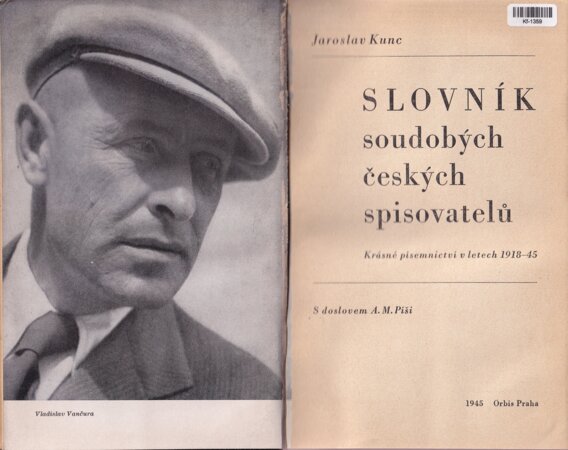 Vladislav Vančura
Kf-1359
Jaroslav Kunc
SLOVNÍK
soudobých
českých
spisovatelů
Krásné písemnictví v letech 1918-45
S doslovem A. M. Píši
1945 Orbis Praha